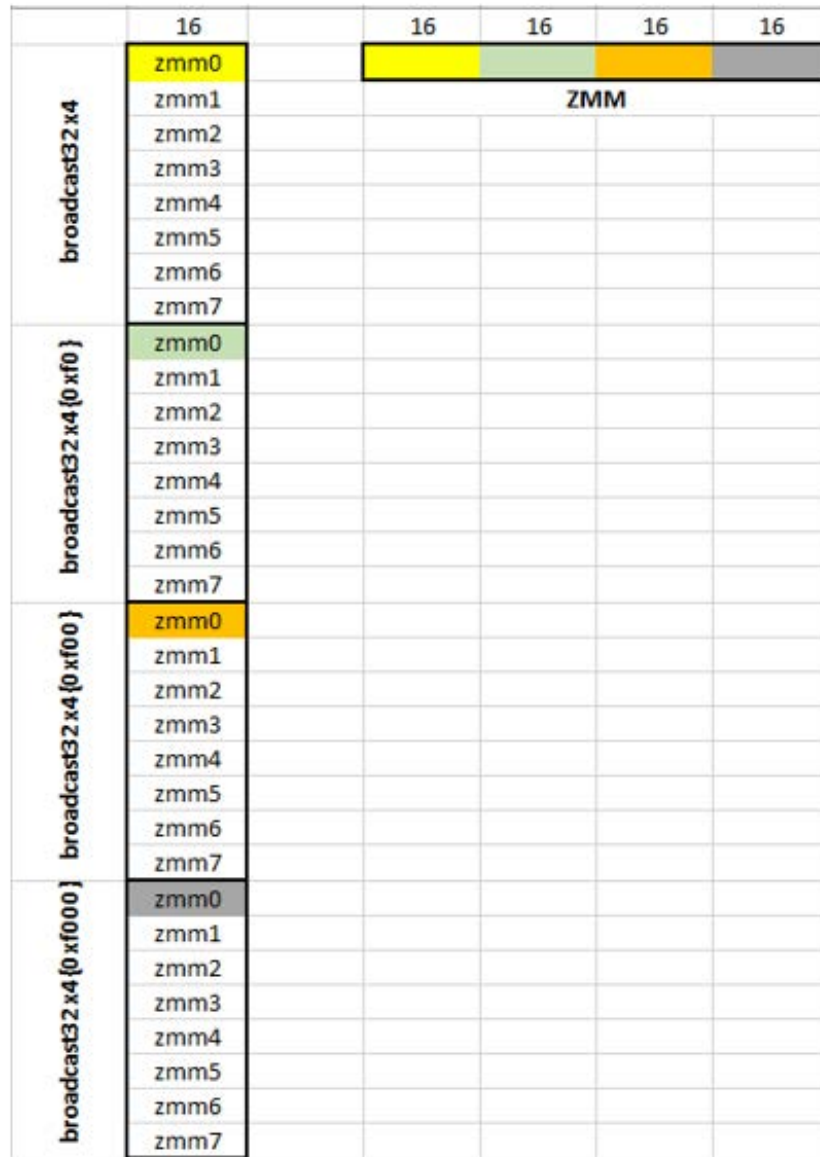 16 16 16 16 16
broadcast32x4
zmm0
zmm1 ZMM
zmm2
zmm3
zmm4
zmm5
zmm6
zmm7
broadcast32x4{0xf0}
zmm0
zmm1
zmm2
zmm3
zmm4
zmm5
zmm6
zmm7
broadcast32x4{0xf00}
zmm0
zmm1
zmm2
zmm3
zmm4
zmm5
zmm6
zmm7
broadcast32x4{0xf000}
zmm0
zmm1
zmm2
zmm3
zmm4
zmm5
zmm6
zmm7